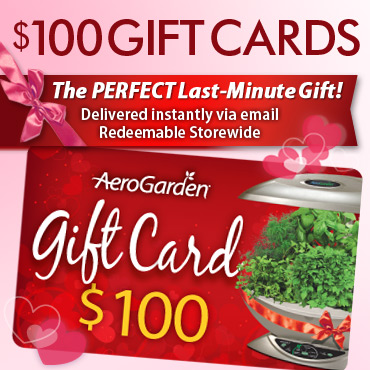 $100 GIFT CARDS
The PERFECT Last-Minute Gift!
Delivered instantly via email
Redeemable Storewide
AeroGarden
Gift Card
$100